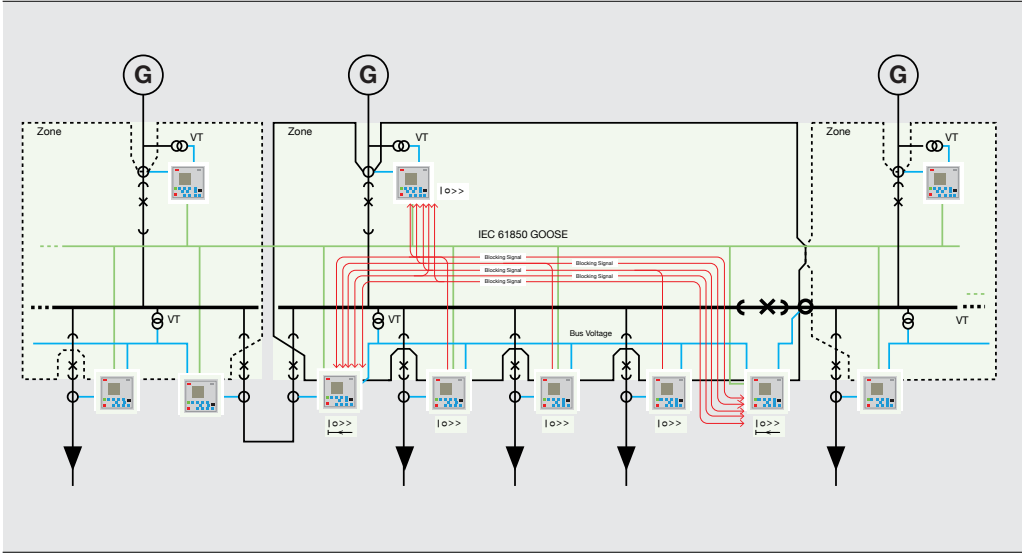 G
G
G
Zone
VT
Zone
VT
Zone
VT
I o>>
IEC 61850 GOOSE
Blocking Signal
Blocking Signal
Blocking Signal
Blocking Signal
Blocking Signal
VT
VT
VT
Bus Voltage
I o>>
I o>>
I o>>
I o>>
I o>>